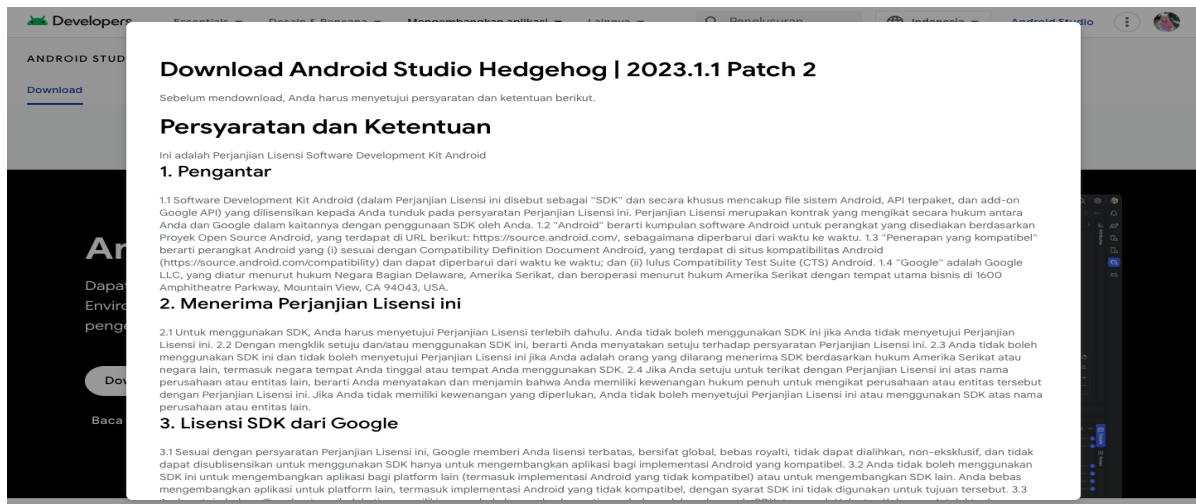 Developers Essentials Desain & Rencana Mengembangkan aplikasi Lainnya Penelusuran Indonesia Android Studio
ANDROID STUD
Download
Download Android Studio Hedgehog | 2023.1.1 Patch 2
Sebelum mendownload, Anda harus menyetujui persyaratan dan ketentuan berikut.
Persyaratan dan Ketentuan
Ini adalah Perjanjian Lisensi Software Development Kit Android
1. Pengantar
1.1 Software Development Kit Android (dalam Perjanjian Lisensi ini disebut sebagai "SDK" dan secara khusus mencakup file sistem Android, API terpaket, dan add-on
Google API) yang dilisensikan kepada Anda tunduk pada persyaratan Perjanjian Lisensi ini. Perjanjian Lisensi merupakan kontrak yang mengikat secara hukum antara
Anda dan Google dalam kaitannya dengan penggunaan SDK oleh Anda. 1.2 "Android" berarti kumpulan software Android untuk perangkat yang disediakan berdasarkan
Proyek Open Source Android, yang terdapat di URL berikut: https://source.android.com/, sebagaimana diperbarui dari waktu ke waktu. 1.3 "Penerapan yang kompatibel"
berarti perangkat Android yang (i) sesuai dengan Compatibility Definition Document Android, yang terdapat di situs kompatibilitas Android
(https://source.android.com/compatibility) dan dapat diperbarui dari waktu ke waktu; dan (ii) lulus Compatibility Test Suite (CTS) Android. 1.4 "Google" adalah Google
LLC, yang diatur menurut hukum Negara Bagian Delaware, Amerika Serikat, dan beroperasi menurut hukum Amerika Serikat dengan tempat utama bisnis di 1600
Amphitheatre Parkway, Mountain View, CA 94043, USA.
2. Menerima Perjanjian Lisensi ini
2.1 Untuk menggunakan SDK, Anda harus menyetujui Perjanjian Lisensi terlebih dahulu. Anda tidak boleh menggunakan SDK ini jika Anda tidak menyetujui Perjanjian
Lisensi ini. 2.2 Dengan mengklik setuju dan/atau menggunakan SDK ini, berarti Anda menyatakan setuju terhadap persyaratan Perjanjian Lisensi ini. 2.3 Anda tidak boleh
menggunakan SDK ini dan tidak boleh menyetujui Perjanjian Lisensi ini jika Anda adalah orang yang dilarang menerima SDK berdasarkan hukum Amerika Serikat atau
negara lain, termasuk negara tempat Anda tinggal atau tempat Anda menggunakan SDK. 2.4 Jika Anda setuju untuk terikat dengan Perjanjian Lisensi ini atas nama
perusahaan atau entitas lain, berarti Anda menyatakan dan menjamin bahwa Anda memiliki kewenangan hukum penuh untuk mengikat perusahaan atau entitas tersebut
dengan Perjanjian Lisensi ini. Jika Anda tidak memiliki kewenangan yang diperlukan, Anda tidak boleh menyetujui Perjanjian Lisensi ini atau menggunakan SDK atas nama
perusahaan atau entitas lain.
3. Lisensi SDK dari Google
3.1 Sesuai dengan persyaratan Perjanjian Lisensi ini, Google memberi Anda lisensi terbatas, bersifat global, bebas royalti, tidak dapat dialihkan, non-eksklusif, dan tidak
dapat disublisensikan untuk menggunakan SDK hanya untuk mengembangkan aplikasi bagi implementasi Android yang kompatibel. 3.2 Anda tidak boleh menggunakan
SDK ini untuk mengembangkan aplikasi bagi platform lain (termasuk implementasi Android yang tidak kompatibel) atau untuk mengembangkan SDK lain. Anda bebas
mengembangkan aplikasi untuk platform lain, termasuk implementasi Android yang tidak kompatibel, dengan syarat SDK ini tidak digunakan untuk tujuan tersebut. 3.3
An
Dapa
Enviro
penge
Dow
Baca